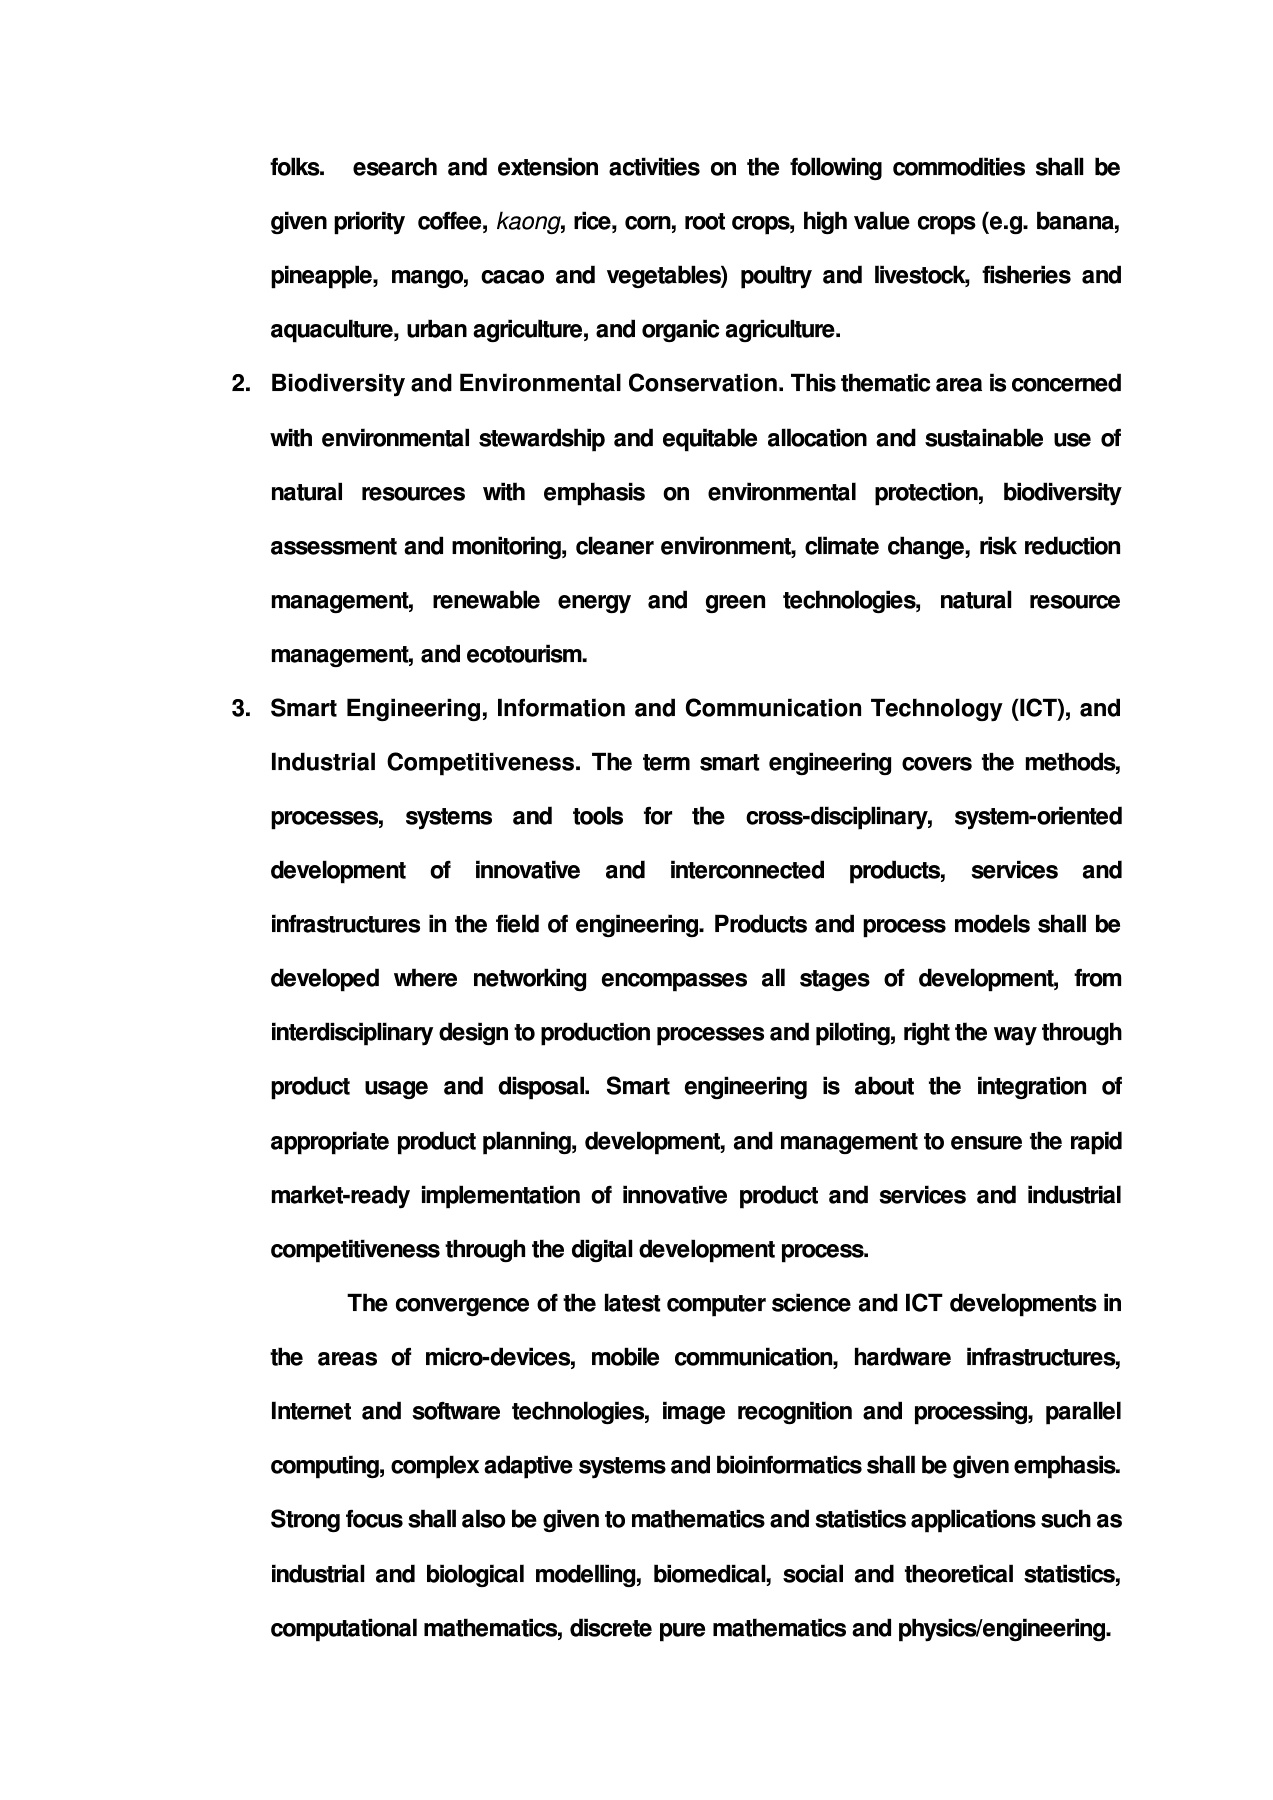 folks. esearch and extension activities on the following commodities shall be
given priority coffee, kaong, rice, corn, root crops, high value crops (e.g. banana,
pineapple, mango, cacao and vegetables) poultry and livestock, fisheries and
aquaculture, urban agriculture, and organic agriculture.
2. Biodiversity and Environmental Conservation. This thematic area is concerned
with environmental stewardship and equitable allocation and sustainable use of
natural resources with emphasis on environmental protection, biodiversity
assessment and monitoring, cleaner environment, climate change, risk reduction
management, renewable energy and green technologies, natural resource
management, and ecotourism.
3. Smart Engineering, Information and Communication Technology (ICT), and
Industrial Competitiveness. The term smart engineering covers the methods,
processes, systems and tools for the cross-disciplinary, system-oriented
development of innovative and interconnected products, services and
infrastructures in the field of engineering. Products and process models shall be
developed where networking encompasses all stages of development, from
interdisciplinary design to production processes and piloting, right the way through
product usage and disposal. Smart engineering is about the integration of
appropriate product planning, development, and management to ensure the rapid
market-ready implementation of innovative product and services and industrial
competitiveness through the digital development process.
The convergence of the latest computer science and ICT developments in
the areas of micro-devices, mobile communication, hardware infrastructures,
Internet and software technologies, image recognition and processing, parallel
computing, complex adaptive systems and bioinformatics shall be given emphasis.
Strong focus shall also be given to mathematics and statistics applications such as
industrial and biological modelling, biomedical, social and theoretical statistics,
computational mathematics, discrete pure mathematics and physics/engineering.